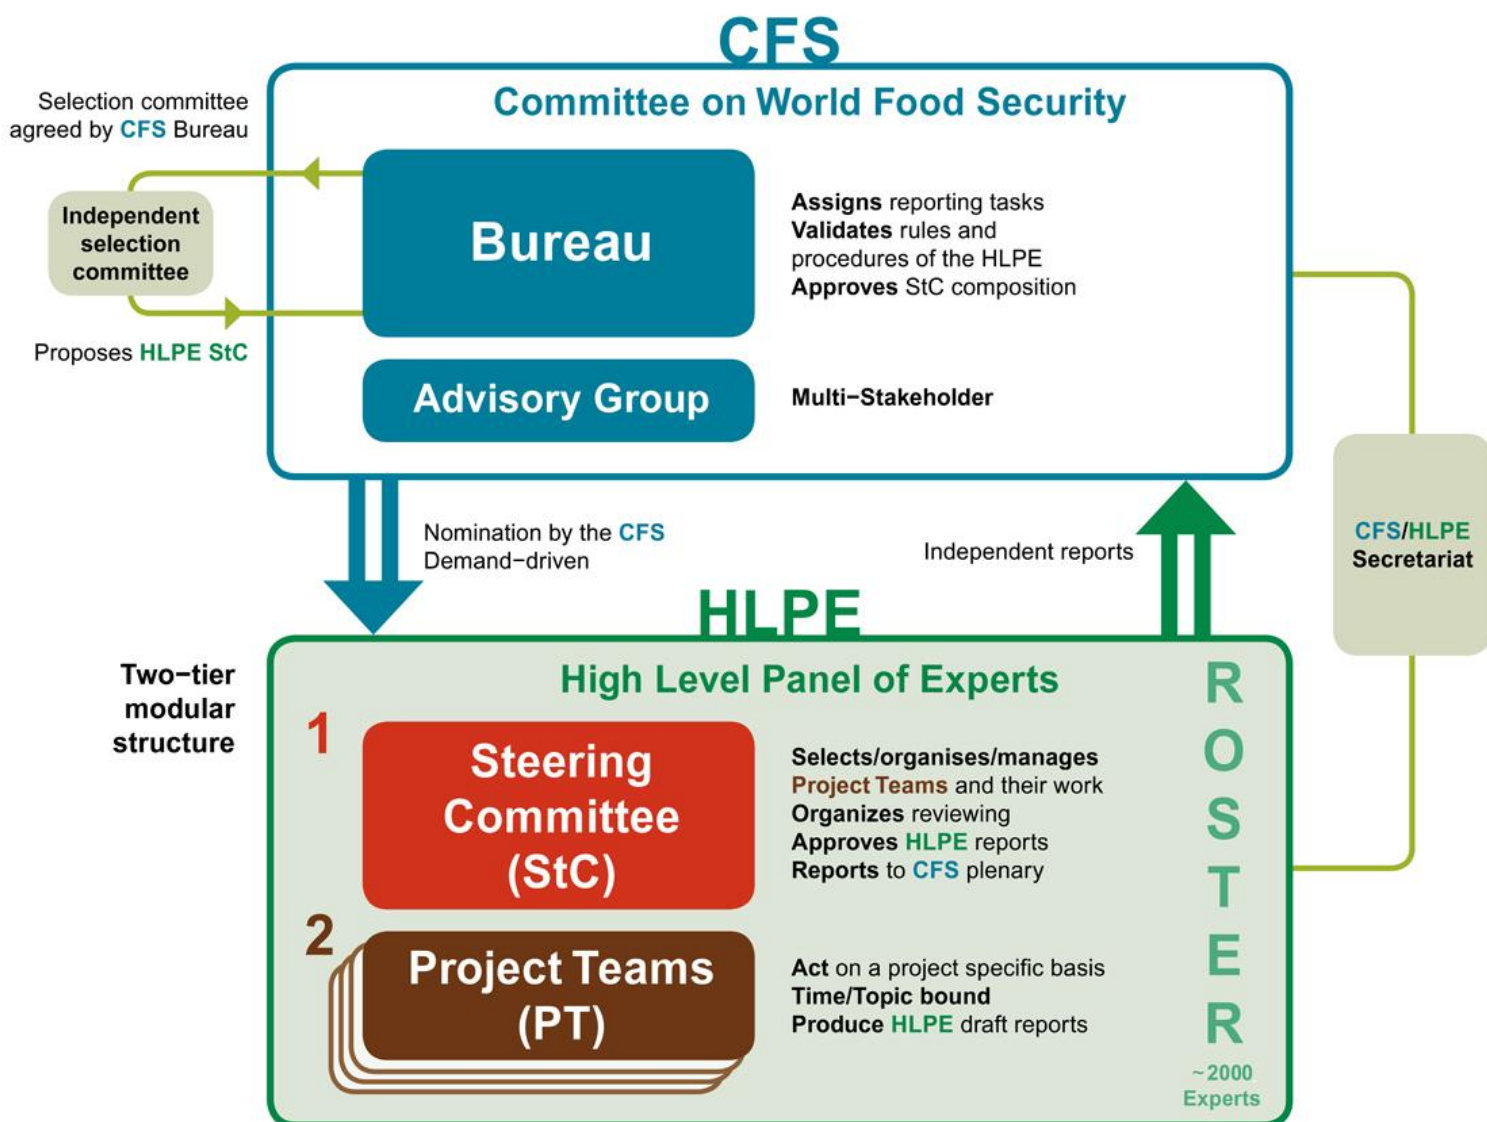 CFS
Committee on World Food Security
Selection committee
agreed by CFS Bureau
Independent
selection
committee
Proposes HLPE StC
Bureau
Assigns reporting tasks
Validates rules and
procedures of the HLPE
Approves StC composition
Advisory Group
Multi−Stakeholder
Nomination by the CFS
Demand−driven
Independent reports
CFS/HLPE
Secretariat
HLPE
High Level Panel of Experts
Two−tier
modular
structure
1
Steering
Committee
(StC)
Selects/organises/manages
Project Teams and their work
Organizes reviewing
Approves HLPE reports
Reports to CFS plenary
2
Project Teams
(PT)
Act on a project specific basis
Time/Topic bound
Produce HLPE draft reports
R
O
S
T
E
R
~2000
Experts